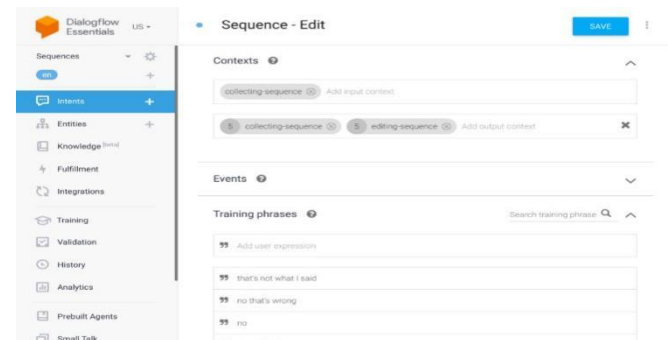 Dialogflow
Essentials
US
Sequence - Edit
SAVE
Sequences
en
Intents
Entities
Knowledge [beta]
Fulfillment
Integrations
Training
Validation
History
Analytics
Prebuilt Agents
Small Talk
Contexts
collecting-sequence Add input context
5 collecting-sequence 5 editing-sequence Add output context
Events
Training phrases Search training phrase
Add user expression
that's not what i said
no that's wrong
no